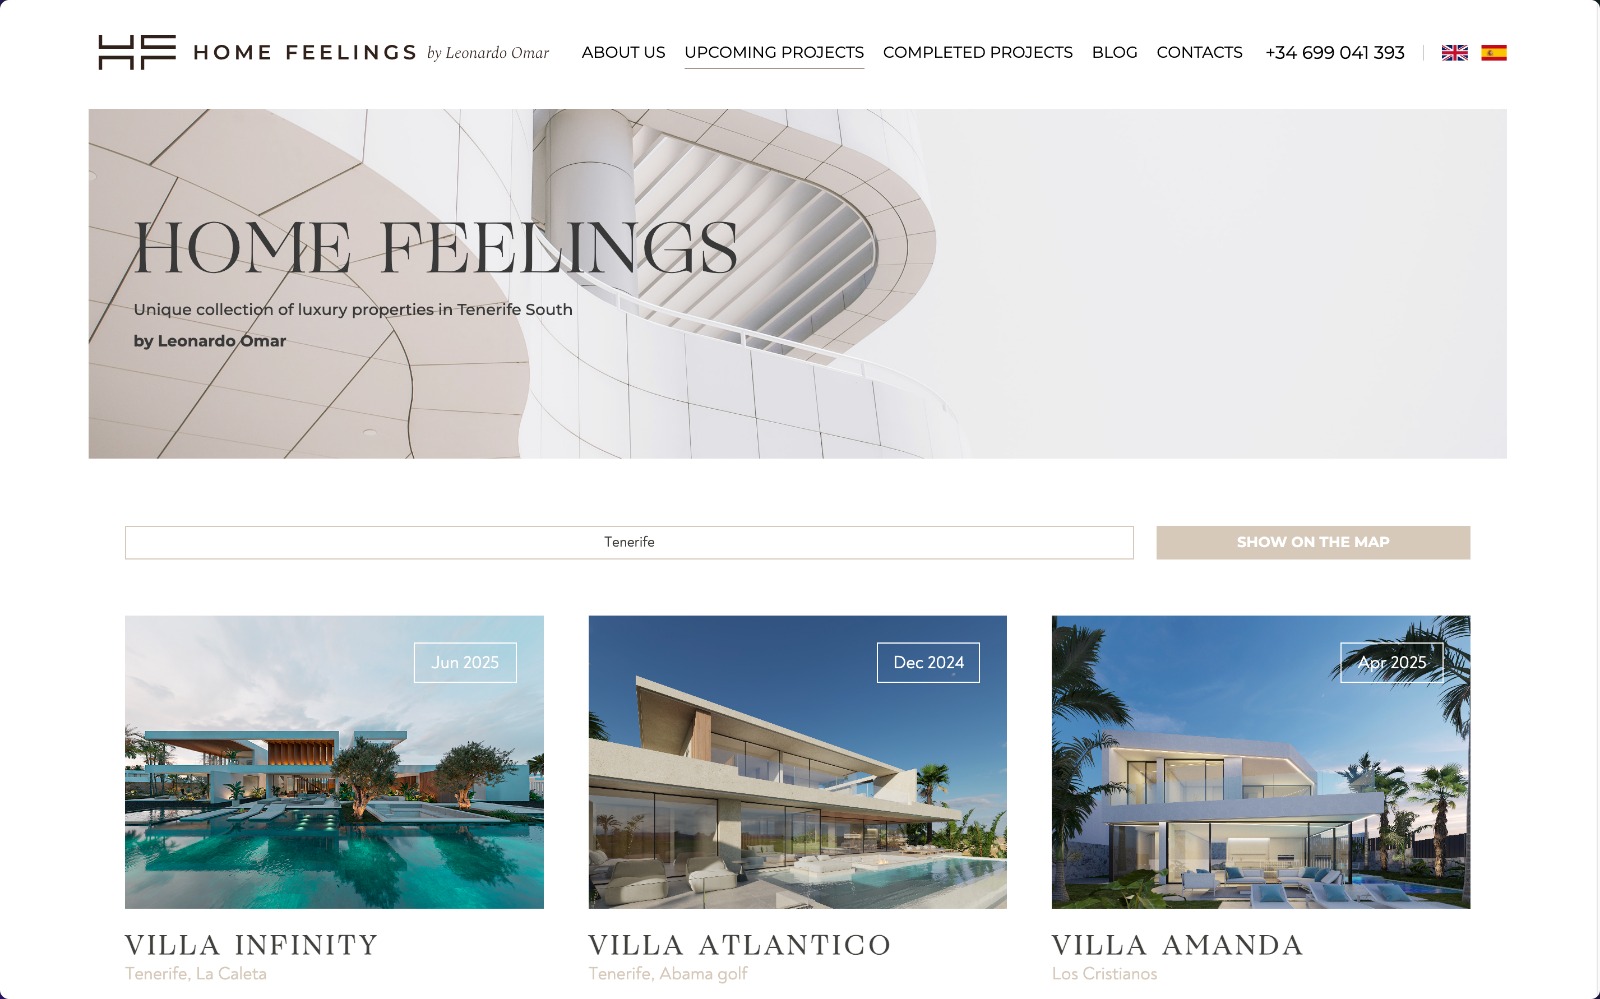 HF HOME FEELINGS by Leonardo Omar
ABOUT US UPCOMING PROJECTS COMPLETED PROJECTS BLOG CONTACTS +34 699 041 393
HOME FEELINGS
Unique collection of luxury properties in Tenerife South
by Leonardo Omar
Tenerife
SHOW ON THE MAP
Jun 2025
Dec 2024
Apr 2025
VILLA INFINITY
Tenerife, La Caleta
VILLA ATLANTICO
Tenerife, Abama golf
VILLA AMANDA
Los Cristianos